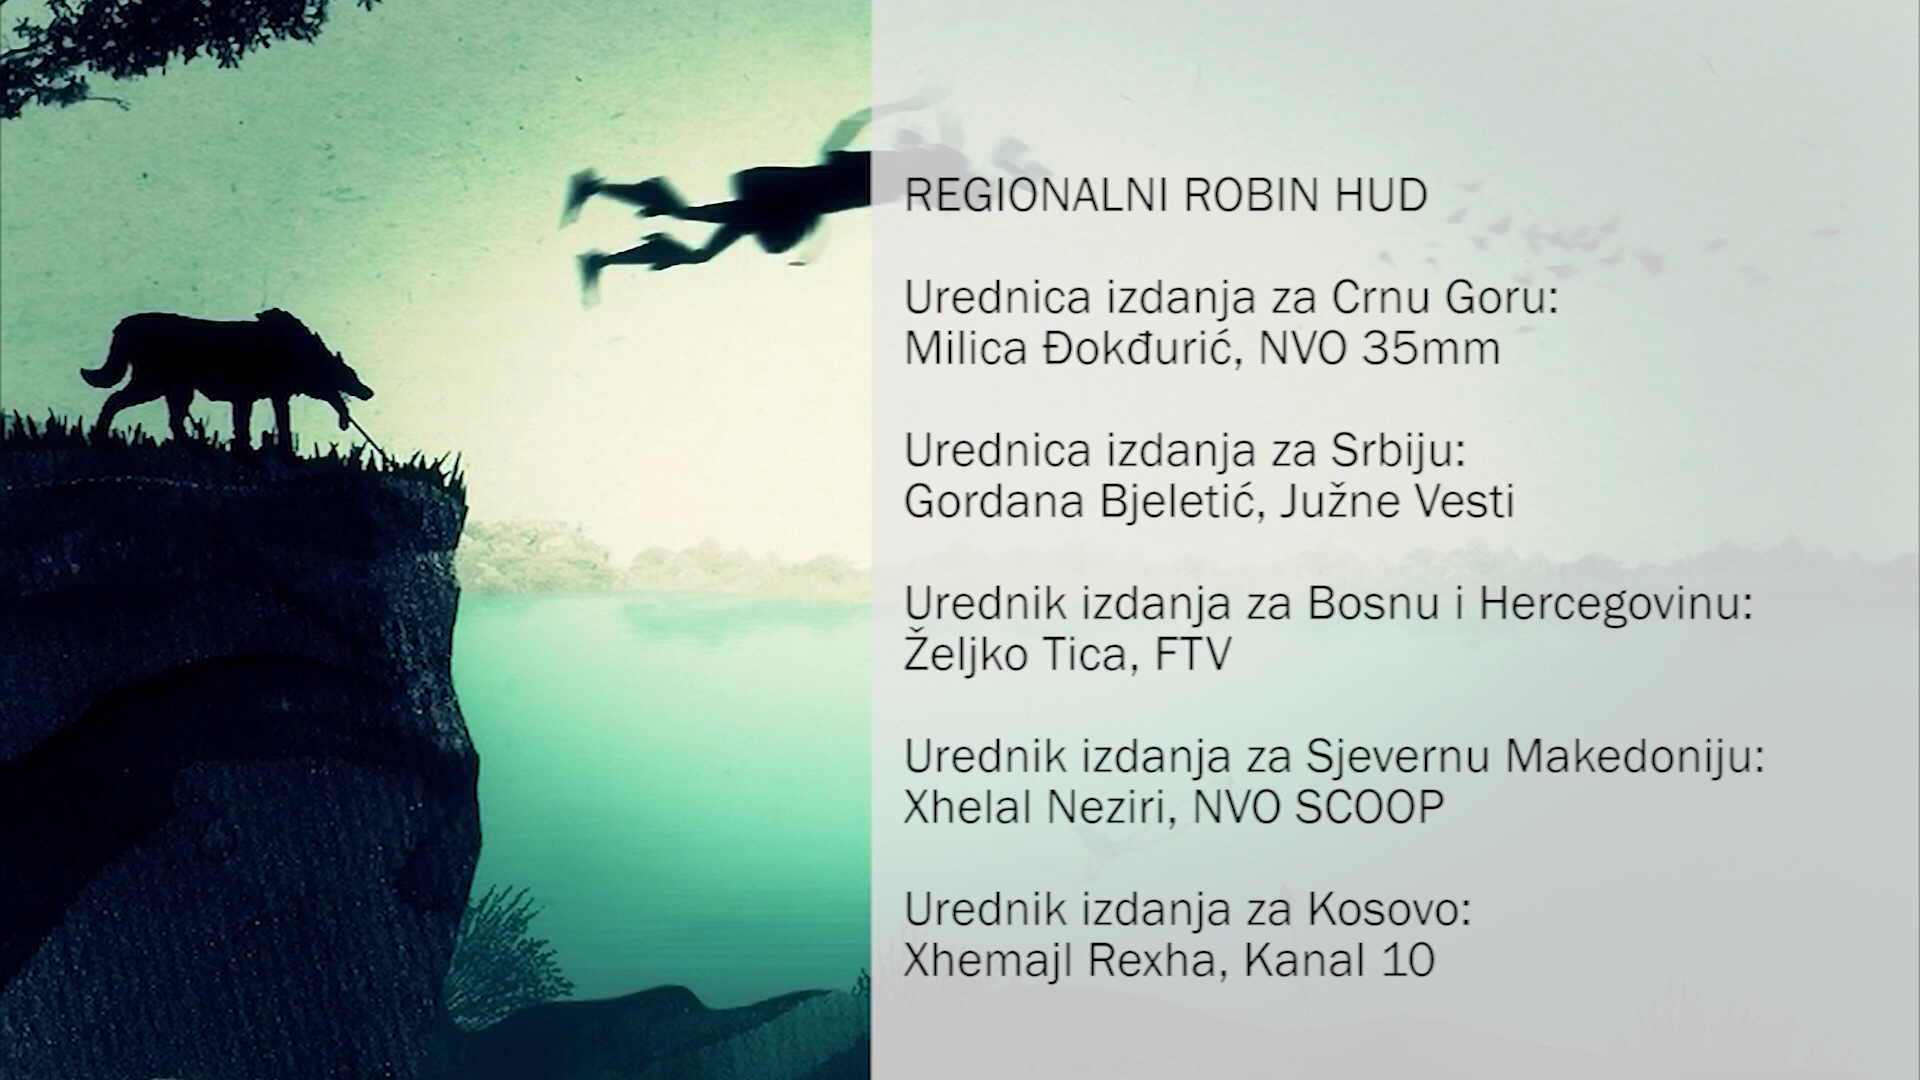 REGIONALNI ROBIN HUD
Urednica izdanja za Crnu Goru:
Milica Đokđurić, NVO 35mm
Urednica izdanja za Srbiju:
Gordana Bjeletić, Južne Vesti
Urednik izdanja za Bosnu i Hercegovinu:
Željko Tica, FTV
Urednik izdanja za Sjevernu Makedoniju:
Xhelal Neziri, NVO SCOOP
Urednik izdanja za Kosovo:
Xhemajl Rexha, Kanal 10